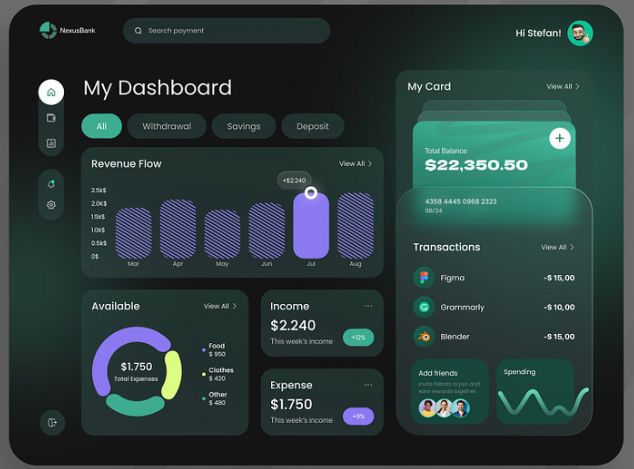 NexusBank
Search payment
Hi Stefan!
My Dashboard
All
Withdrawal
Savings
Deposit
Revenue Flow
View All
+$2.240
2.5k$
2.0K$
1.5k$
1.0k$
0.5k$
0$
Mar
Apr
May
Jun
Jul
Aug
Available
View All
$1.750
Total Expenses
Food
$ 950
Clothes
$ 420
Other
$ 480
Income
$2.240
This week's income
+12%
Expense
$1.750
This week's income
+9%
My Card
View All
Total Balance
$22,350.50
4358 4445 0968 2323
08/24
Transactions
View All
Figma
-$ 15,00
Grammarly
-$ 10,00
Blender
-$ 15,00
Add friends
Invite friends to join and
earn rewards together
Spending